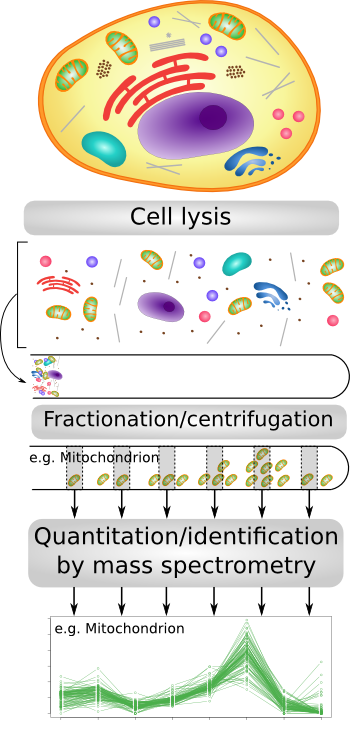 Cell lysis
Fractionation/centrifugation
e.g. Mitochondrion
Quantitation/identification
by mass spectrometry
e.g. Mitochondrion